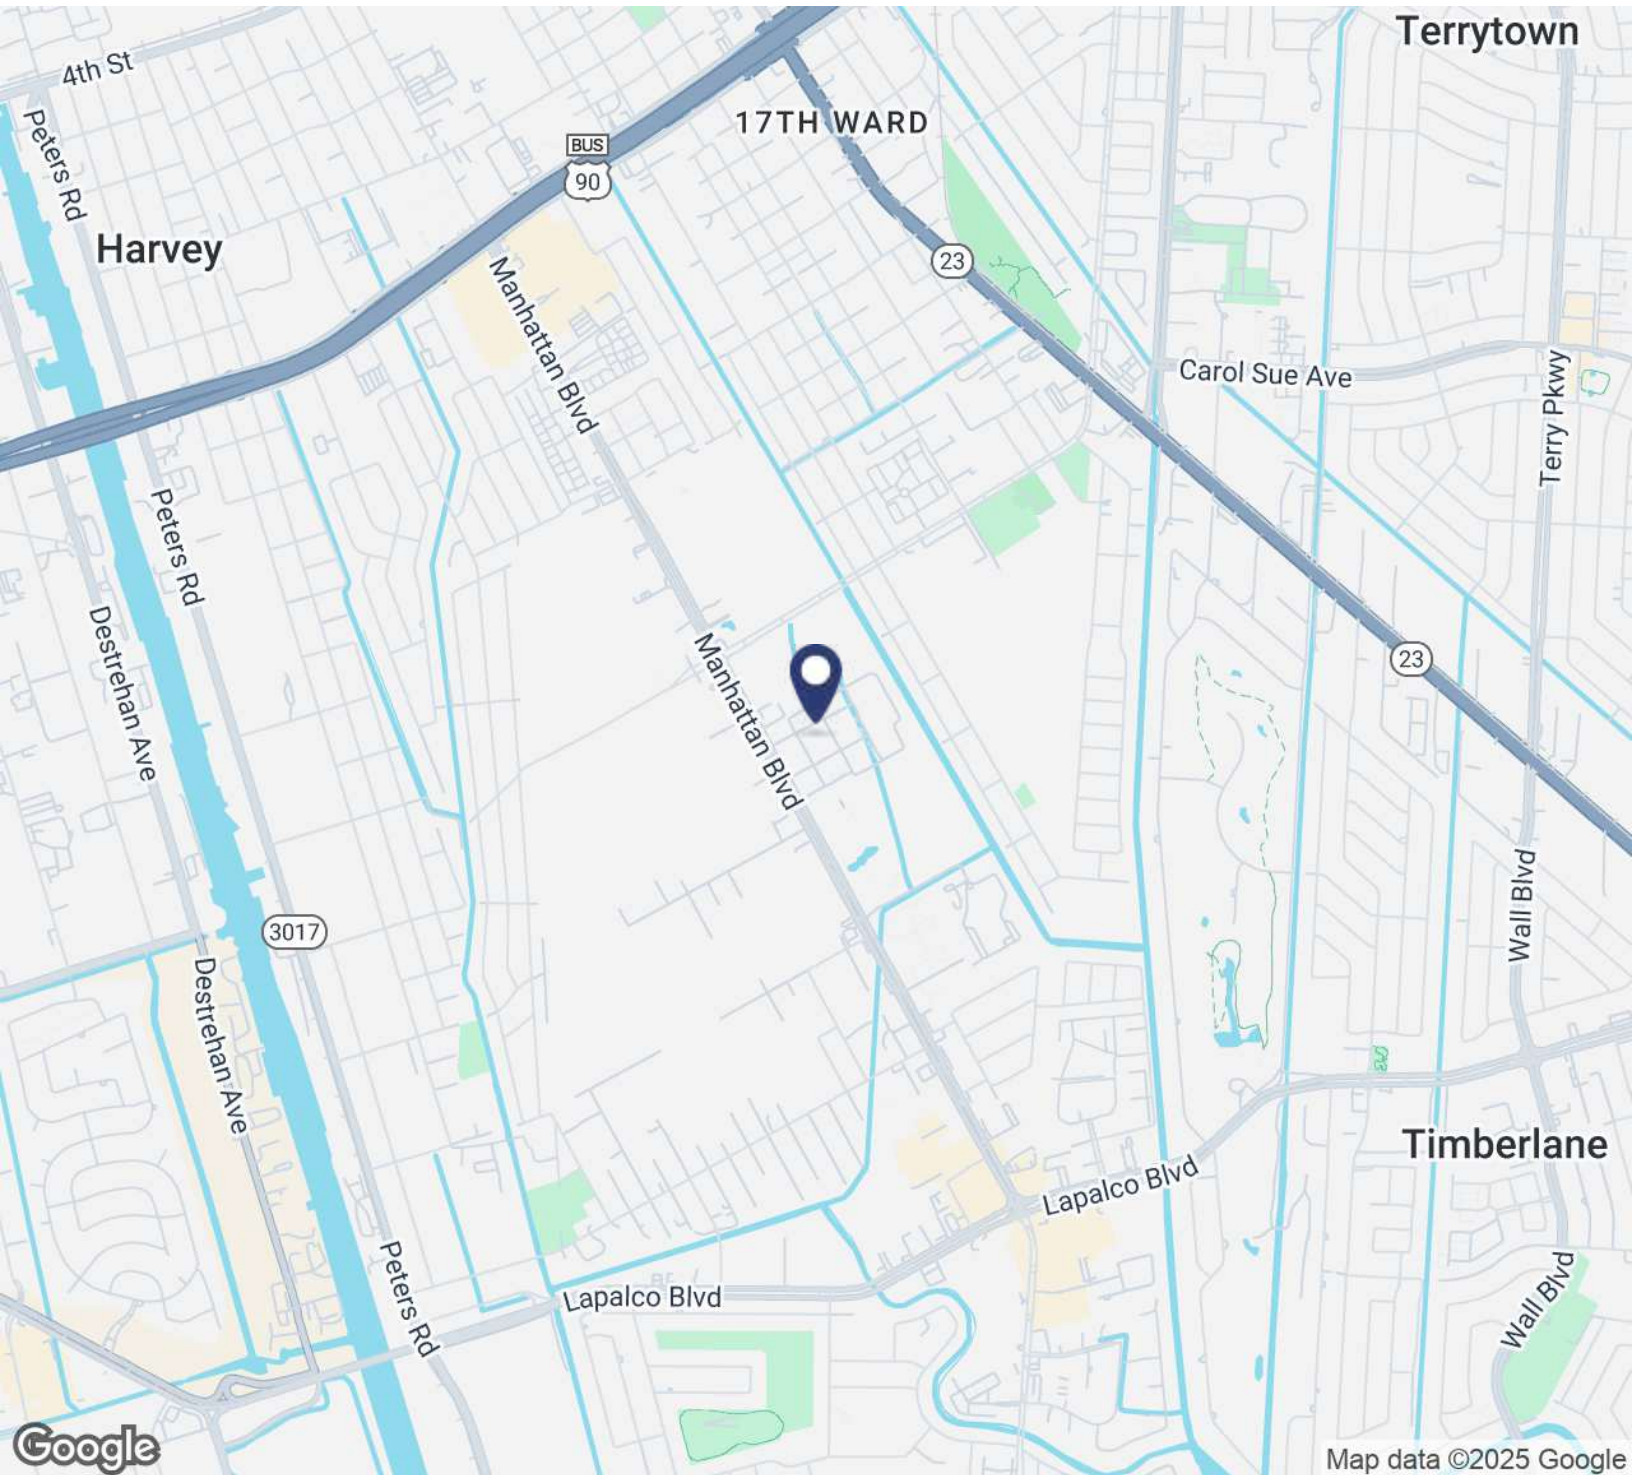 Terrytown
4th St
17TH WARD
Peters Rd
BUS
90
Harvey
23
Manhattan Blvd
Carol Sue Ave
Terry Pkwy
Peters Rd
Destrehan Ave
Manhattan Blvd
23
Wall Blvd
3017
Destrehan Ave
Timberlane
Lapalco Blvd
Peters Rd
Lapalco Blvd
Wall Blvd
Google
Map data ©2025 Google